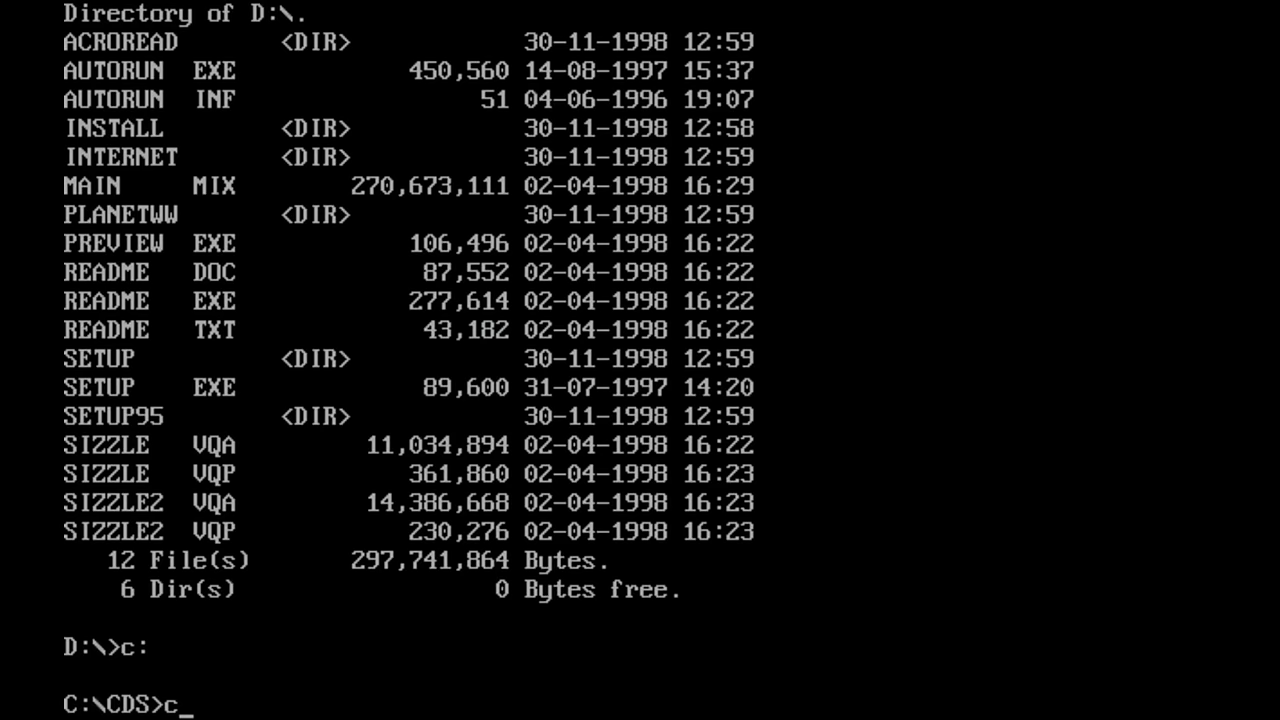 Directory of D:\.
ACROREAD <DIR> 30-11-1998 12:59
AUTORUN EXE 450,560 14-08-1997 15:37
AUTORUN INF 51 04-06-1996 19:07
INSTALL <DIR> 30-11-1998 12:58
INTERNET <DIR> 30-11-1998 12:59
MAIN MIX 270,673,111 02-04-1998 16:29
PLANETWW <DIR> 30-11-1998 12:59
PREVIEW EXE 106,496 02-04-1998 16:22
README DOC 87,552 02-04-1998 16:22
README EXE 277,614 02-04-1998 16:22
README TXT 43,182 02-04-1998 16:22
SETUP <DIR> 30-11-1998 12:59
SETUP EXE 89,600 31-07-1997 14:20
SETUP95 <DIR> 30-11-1998 12:59
SIZZLE VQA 11,034,894 02-04-1998 16:22
SIZZLE VQP 361,860 02-04-1998 16:23
SIZZLE2 VQA 14,386,668 02-04-1998 16:23
SIZZLE2 VQP 230,276 02-04-1998 16:23
12 File(s) 297,741,864 Bytes.
6 Dir(s) 0 Bytes free.
D:\>c:
C:\CDS>c_